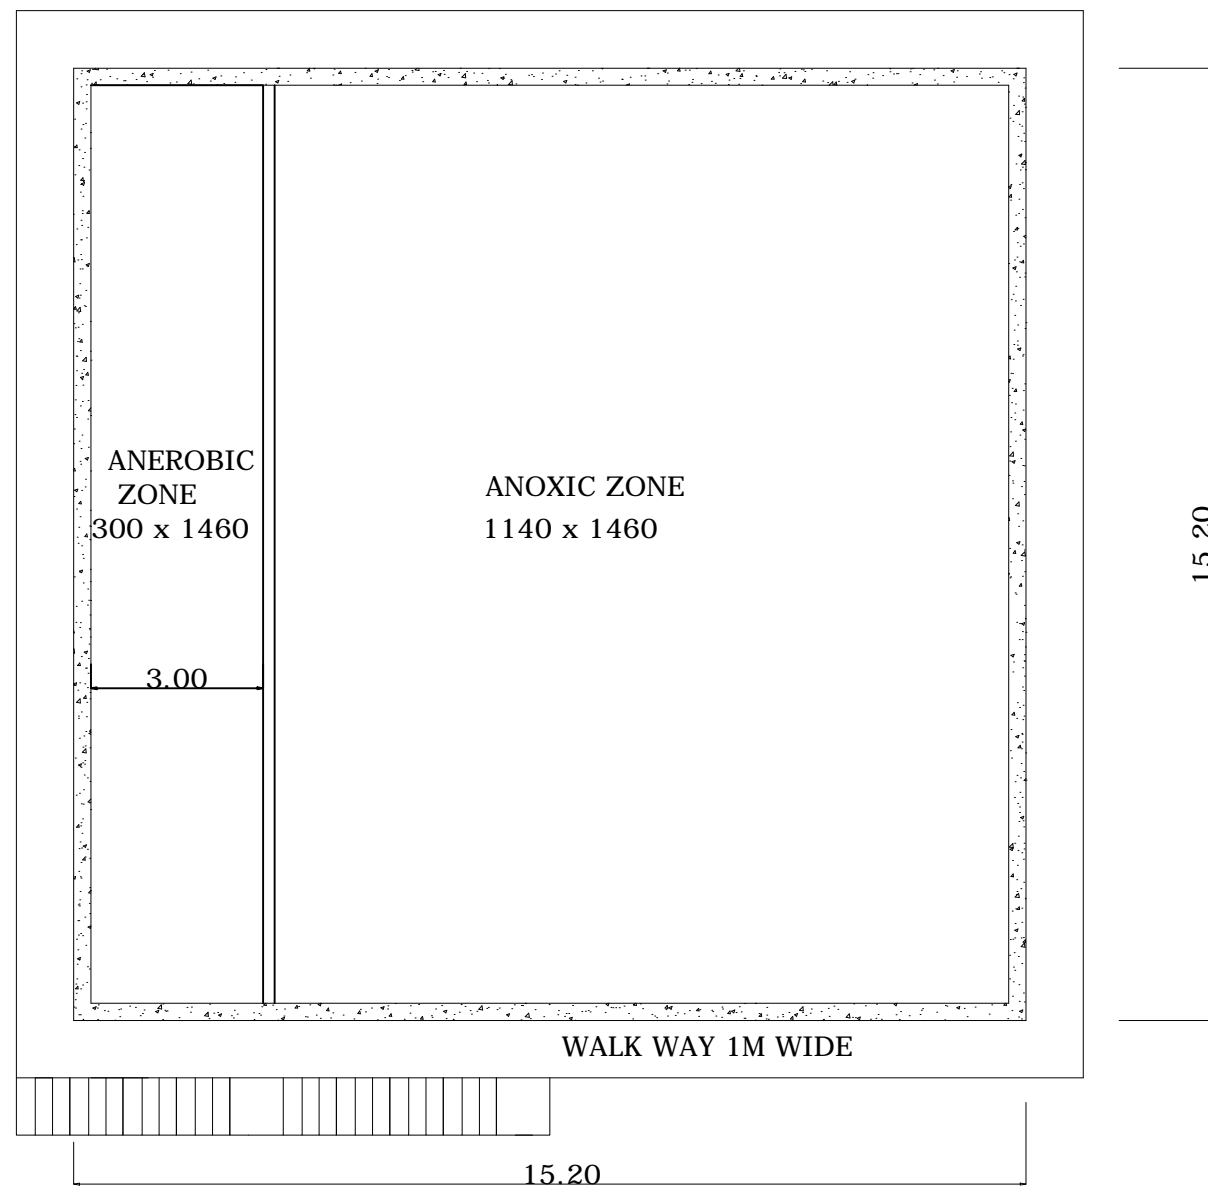 ANEROBIC
ZONE
300 x 1460
ANOXIC ZONE
1140 x 1460
15.20
3.00
WALK WAY 1M WIDE
15.20